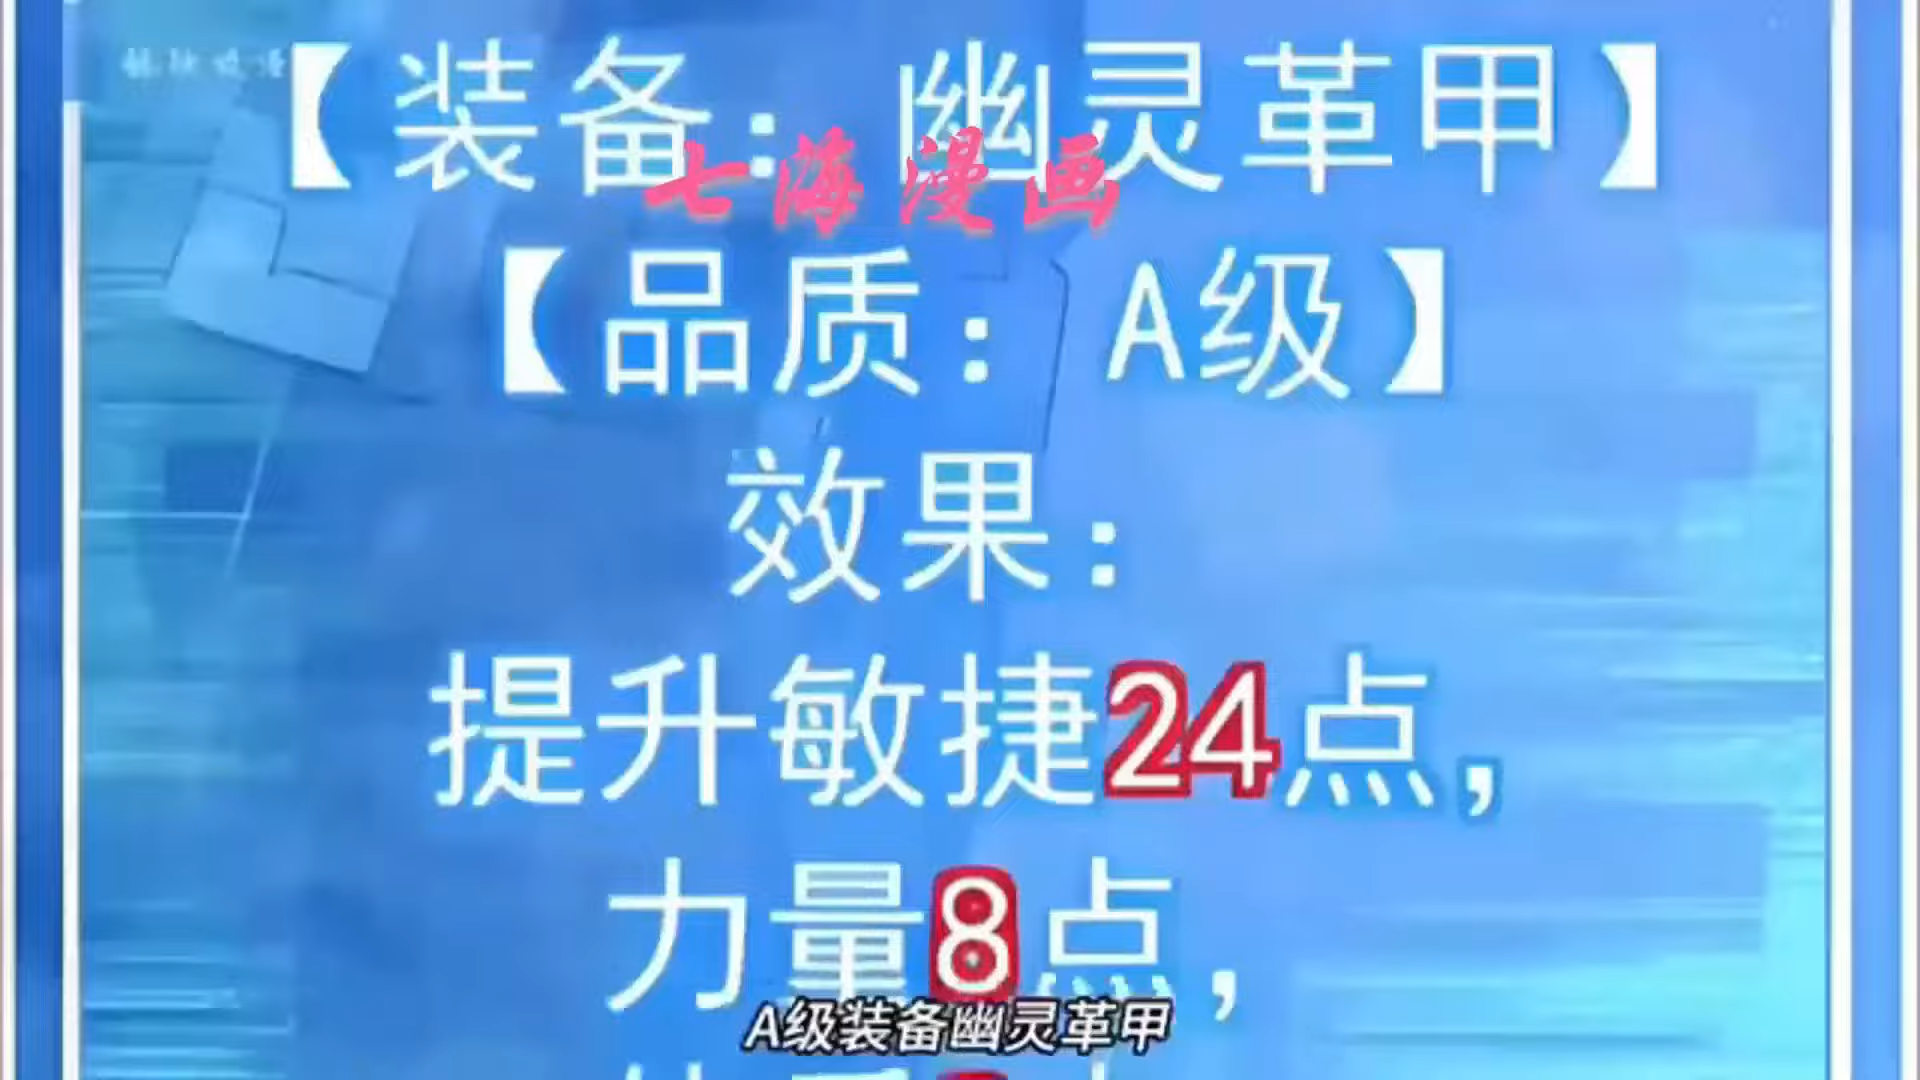 【装备：幽灵革甲】
七海漫画
【品质：A级】
效果：
提升敏捷24点，
力量8点，
A级装备幽灵革甲